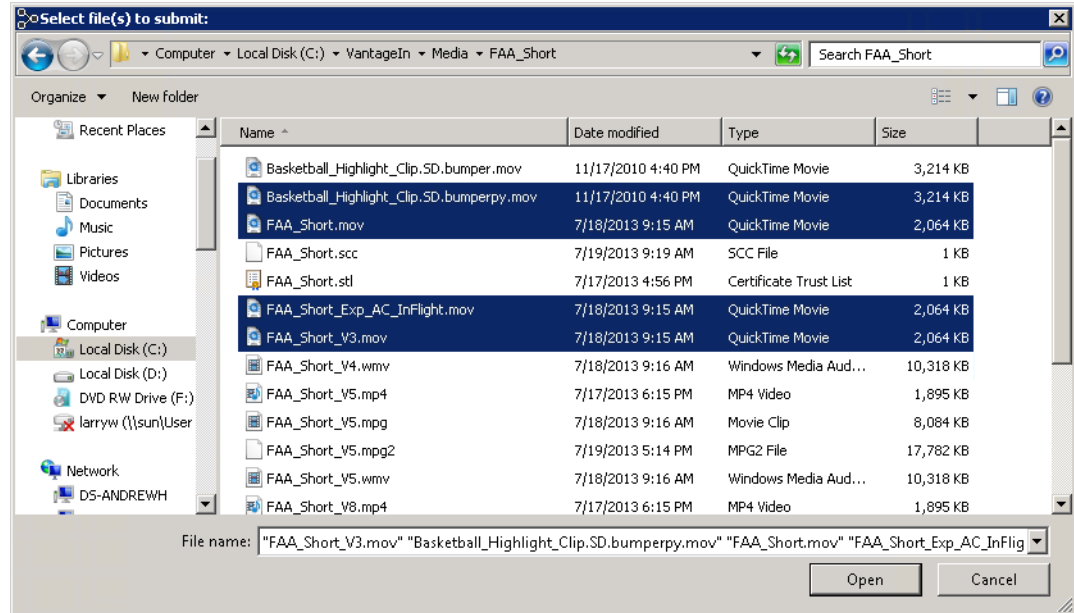 Select file(s) to submit:
Computer Local Disk (C:) VantageIn Media FAA_Short
Search FAA_Short
Organize New folder
Recent Places
Libraries
Documents
Music
Pictures
Videos
Computer
Local Disk (C:)
Local Disk (D:)
DVD RW Drive (F:)
larryw (\\sun\User
Network
DS-ANDREWH
Name Date modified Type Size
Basketball_Highlight_Clip.SD.bumper.mov 11/17/2010 4:40 PM QuickTime Movie 3,214 KB
Basketball_Highlight_Clip.SD.bumperpy.mov 11/17/2010 4:40 PM QuickTime Movie 3,214 KB
FAA_Short.mov 7/18/2013 9:15 AM QuickTime Movie 2,064 KB
FAA_Short.scc 7/19/2013 9:19 AM SCC File 1 KB
FAA_Short.stl 7/17/2013 4:56 PM Certificate Trust List 1 KB
FAA_Short_Exp_AC_InFlight.mov 7/18/2013 9:15 AM QuickTime Movie 2,064 KB
FAA_Short_V3.mov 7/18/2013 9:15 AM QuickTime Movie 2,064 KB
FAA_Short_V4.wmv 7/18/2013 9:16 AM Windows Media Aud... 10,318 KB
FAA_Short_V5.mp4 7/17/2013 6:15 PM MP4 Video 1,895 KB
FAA_Short_V5.mpg 7/18/2013 9:16 AM Movie Clip 8,084 KB
FAA_Short_V5.mpg2 7/19/2013 5:14 PM MPG2 File 17,782 KB
FAA_Short_V5.wmv 7/18/2013 9:16 AM Windows Media Aud... 10,318 KB
FAA_Short_V8.mp4 7/17/2013 6:15 PM MP4 Video 1,895 KB
File name: "FAA_Short_V3.mov" "Basketball_Highlight_Clip.SD.bumperpy.mov" "FAA_Short.mov" "FAA_Short_Exp_AC_InFlig
Open Cancel